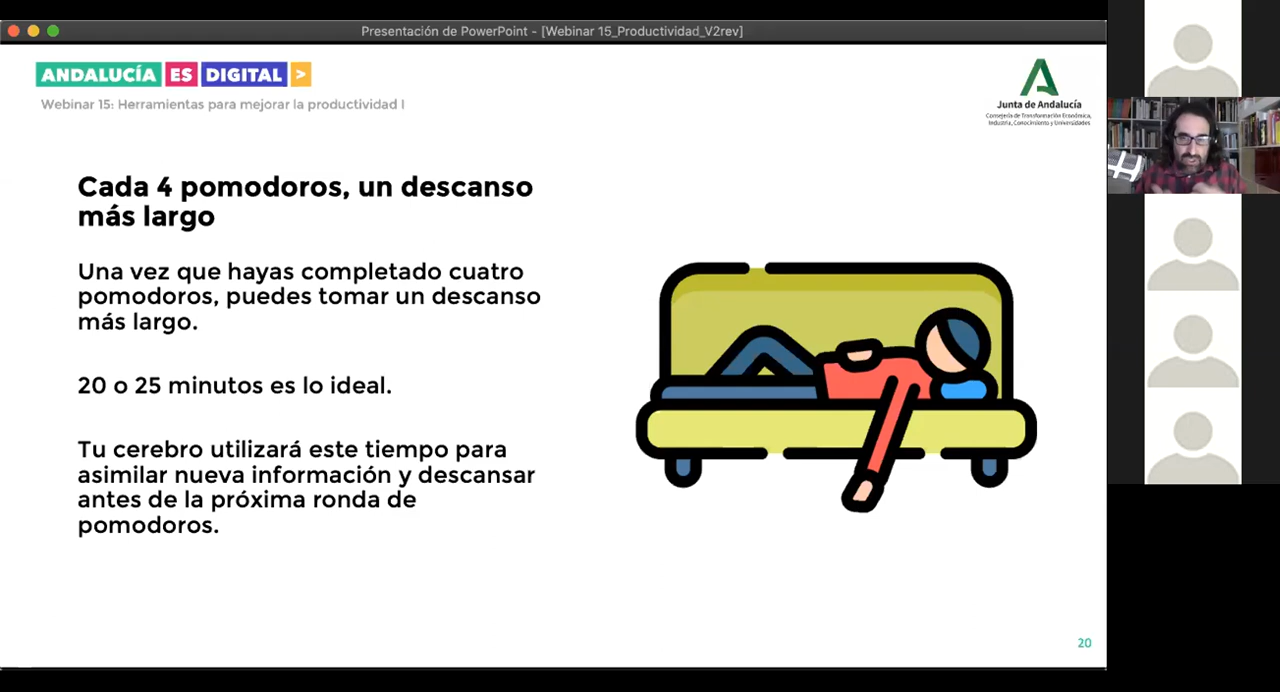 Presentación de PowerPoint - [Webinar 15_Productividad_V2rev]
ANDALUCÍA ES DIGITAL >
Webinar 15: Herramientas para mejorar la productividad I
Junta de Andalucía
Consejería de Transformación Económica,
Industria, Conocimiento y Universidades
Cada 4 pomodoros, un descanso
más largo
Una vez que hayas completado cuatro
pomodoros, puedes tomar un descanso
más largo.
20 o 25 minutos es lo ideal.
Tu cerebro utilizará este tiempo para
asimilar nueva información y descansar
antes de la próxima ronda de
pomodoros.
20